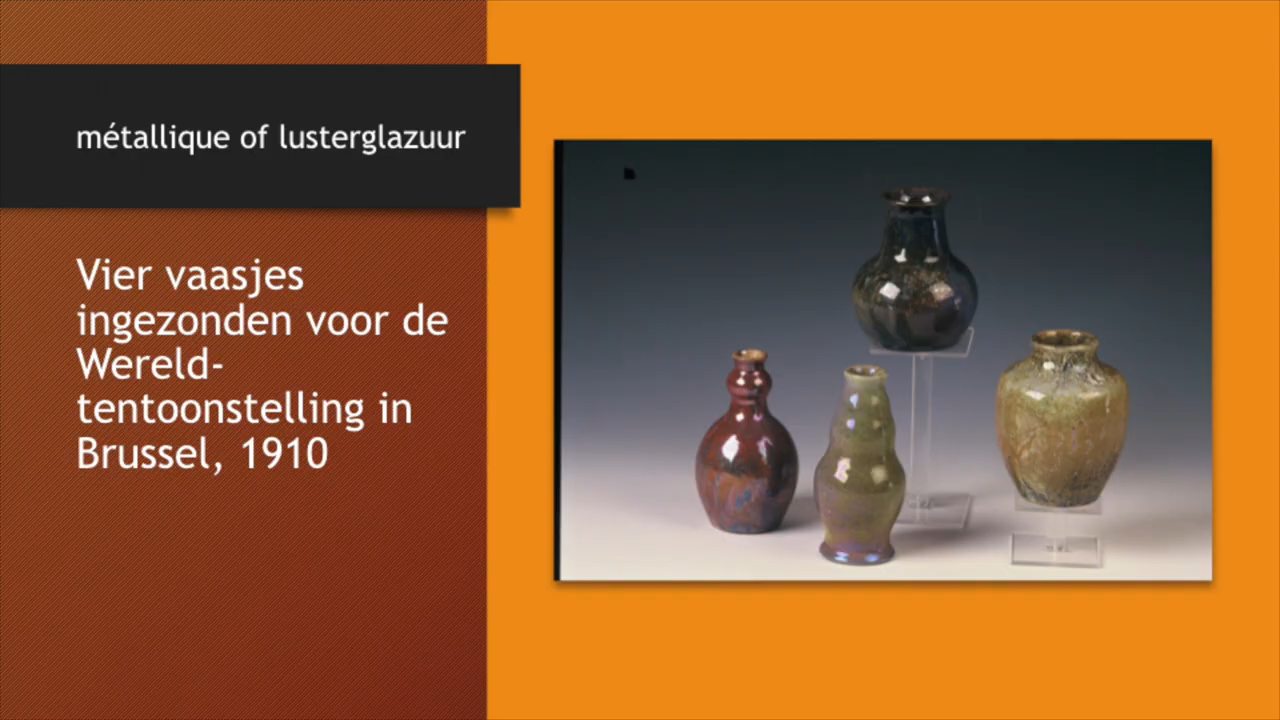 métallique of lusterglazuur
Vier vaasjes
ingezonden voor de
Wereld-
tentoonstelling in
Brussel, 1910